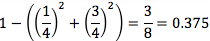 1 − ((1/4)² + (3/4)²) = 3/8 = 0.375